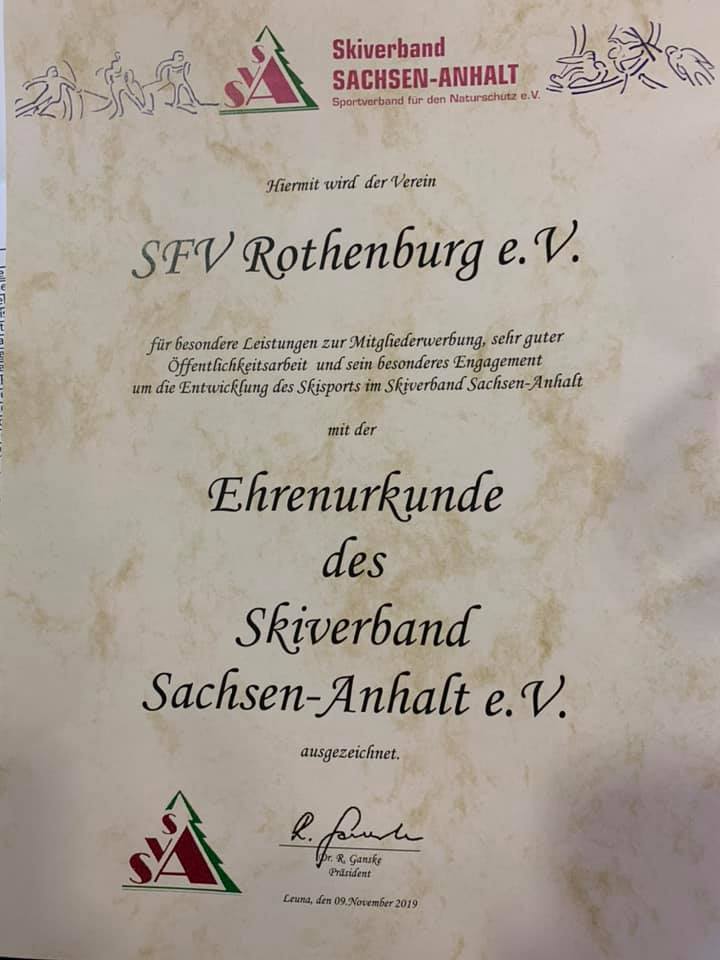 SVSA
Skiverband
SACHSEN-ANHALT
Sportverband für den Naturschutz e.V.
Hiermit wird der Verein
SFV Rothenburg e.V.
für besondere Leistungen zur Mitgliederwerbung, sehr guter
Öffentlichkeitsarbeit und sein besonderes Engagement
um die Entwicklung des Skisports im Skiverband Sachsen-Anhalt
mit der
Ehrenurkunde
des
Skiverband
Sachsen-Anhalt e.V.
ausgezeichnet.
SVSA
Dr. R. Ganske
Präsident
Leuna, den 09.November 2019